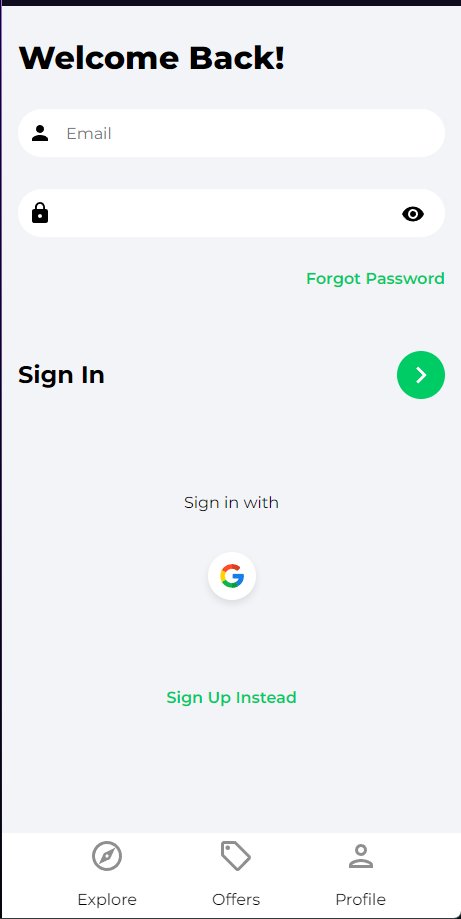 Welcome Back!
Email
Forgot Password
Sign In
Sign in with
G
Sign Up Instead
Explore Offers Profile